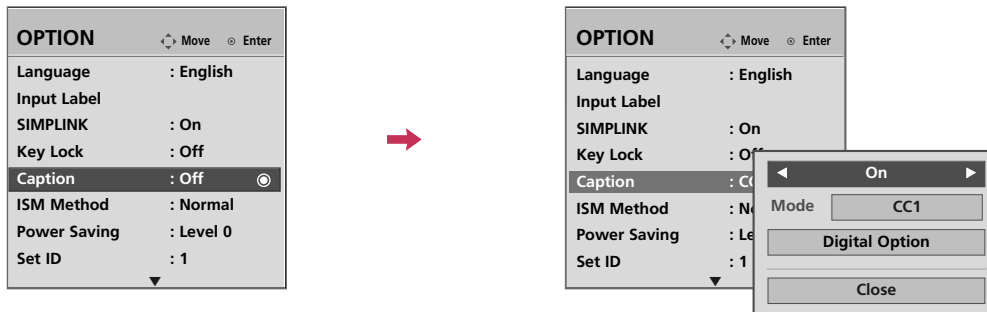 OPTION Move Enter
Language : English
Input Label
SIMPLINK : On
Key Lock : Off
Caption : Off
ISM Method : Normal
Power Saving : Level 0
Set ID : 1
OPTION Move Enter
Language : English
Input Label
SIMPLINK : On
Key Lock
Caption
ISM Method
Power Saving
Set ID : 1
On
Mode CC1
Digital Option
Close